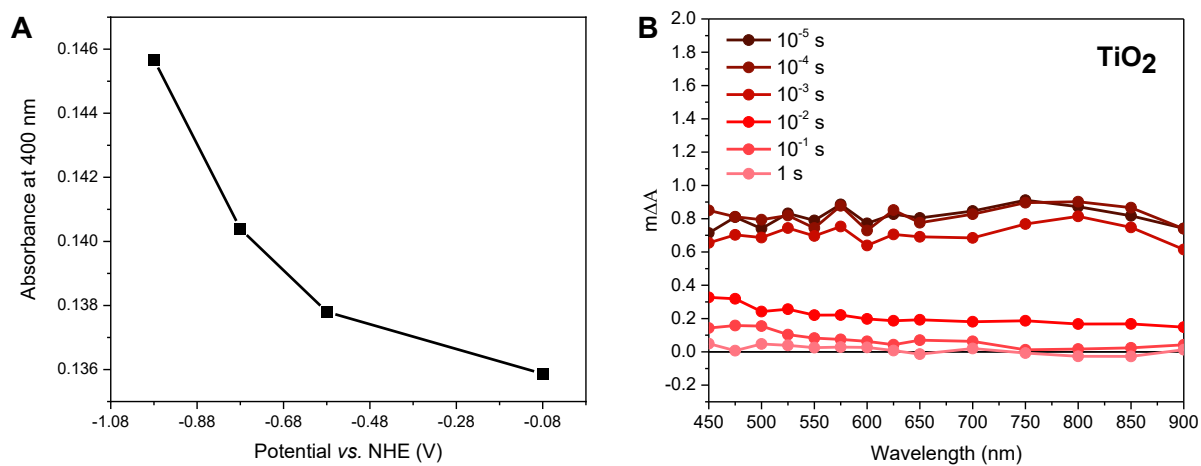 A
0.146
0.144
0.142
0.140
0.138
0.136
Absorbance at 400 nm
-1.08 -0.88 -0.68 -0.48 -0.28 -0.08
Potential vs. NHE (V)
B
2.0
1.8
1.6
1.4
1.2
1.0
0.8
0.6
0.4
0.2
0.0
-0.2
mΔA
10⁻⁵ s
10⁻⁴ s
10⁻³ s
10⁻² s
10⁻¹ s
1 s
TiO₂
450 500 550 600 650 700 750 800 850 900
Wavelength (nm)